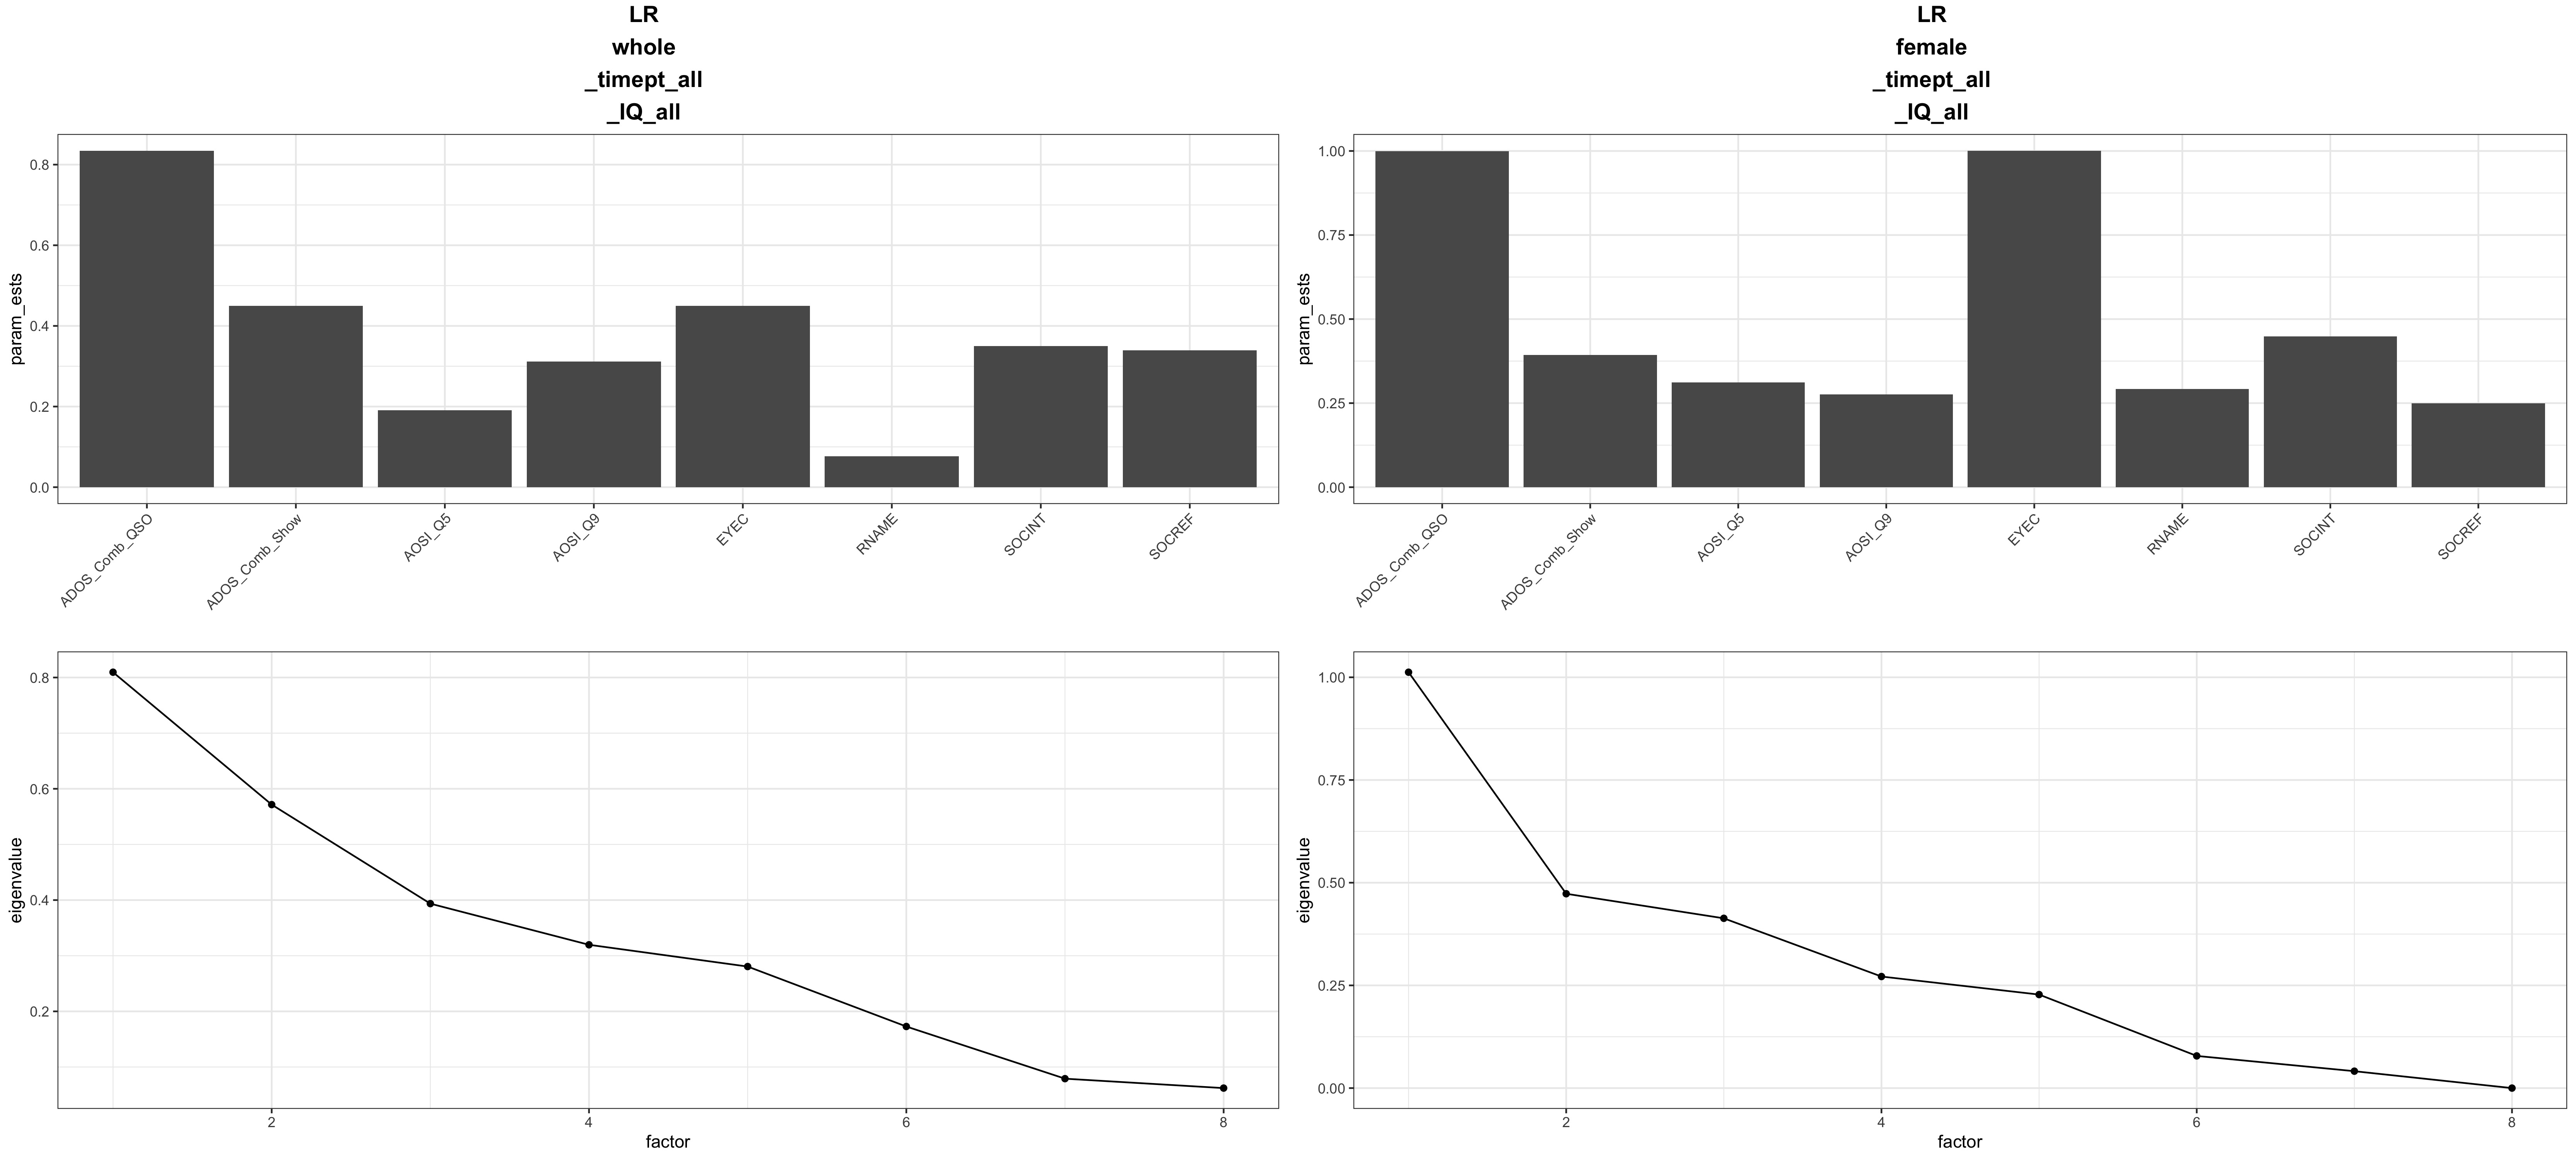 LR
whole
_timept_all
_IQ_all
param_ests
0.8
0.6
0.4
0.2
0.0
ADOS_Comb_QSO
ADOS_Comb_Show
AOSI_Q5
AOSI_Q9
EYEC
RNAME
SOCINT
SOCREF
eigenvalue
0.8
0.6
0.4
0.2
2
4
6
8
factor
LR
female
_timept_all
_IQ_all
param_ests
1.00
0.75
0.50
0.25
0.00
ADOS_Comb_QSO
ADOS_Comb_Show
AOSI_Q5
AOSI_Q9
EYEC
RNAME
SOCINT
SOCREF
eigenvalue
1.00
0.75
0.50
0.25
0.00
2
4
6
8
factor